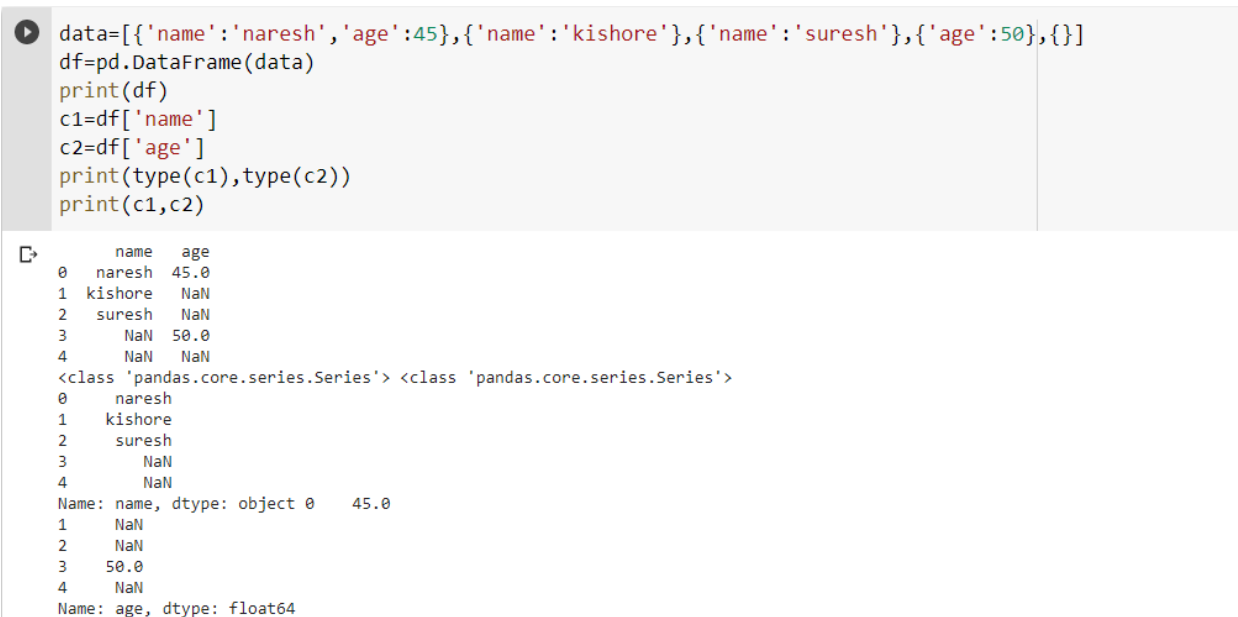 data=[{'name':'naresh','age':45},{'name':'kishore'},{'name':'suresh'},{'age':50},{}]
df=pd.DataFrame(data)
print(df)
c1=df['name']
c2=df['age']
print(type(c1),type(c2))
print(c1,c2)
      name   age
0   naresh  45.0
1  kishore   NaN
2   suresh   NaN
3      NaN  50.0
4      NaN   NaN
<class 'pandas.core.series.Series'> <class 'pandas.core.series.Series'>
0     naresh
1    kishore
2     suresh
3        NaN
4        NaN
Name: name, dtype: object 0    45.0
1     NaN
2     NaN
3    50.0
4     NaN
Name: age, dtype: float64